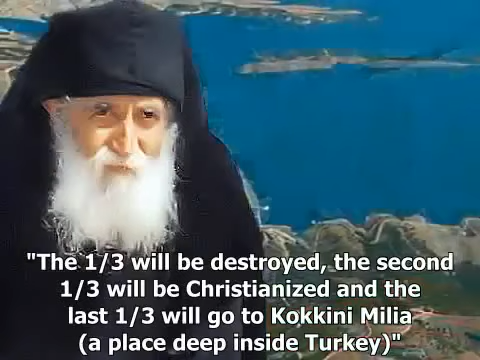 "The 1/3 will be destroyed, the second
1/3 will be Christianized and the
last 1/3 will go to Kokkini Milia
(a place deep inside Turkey)"